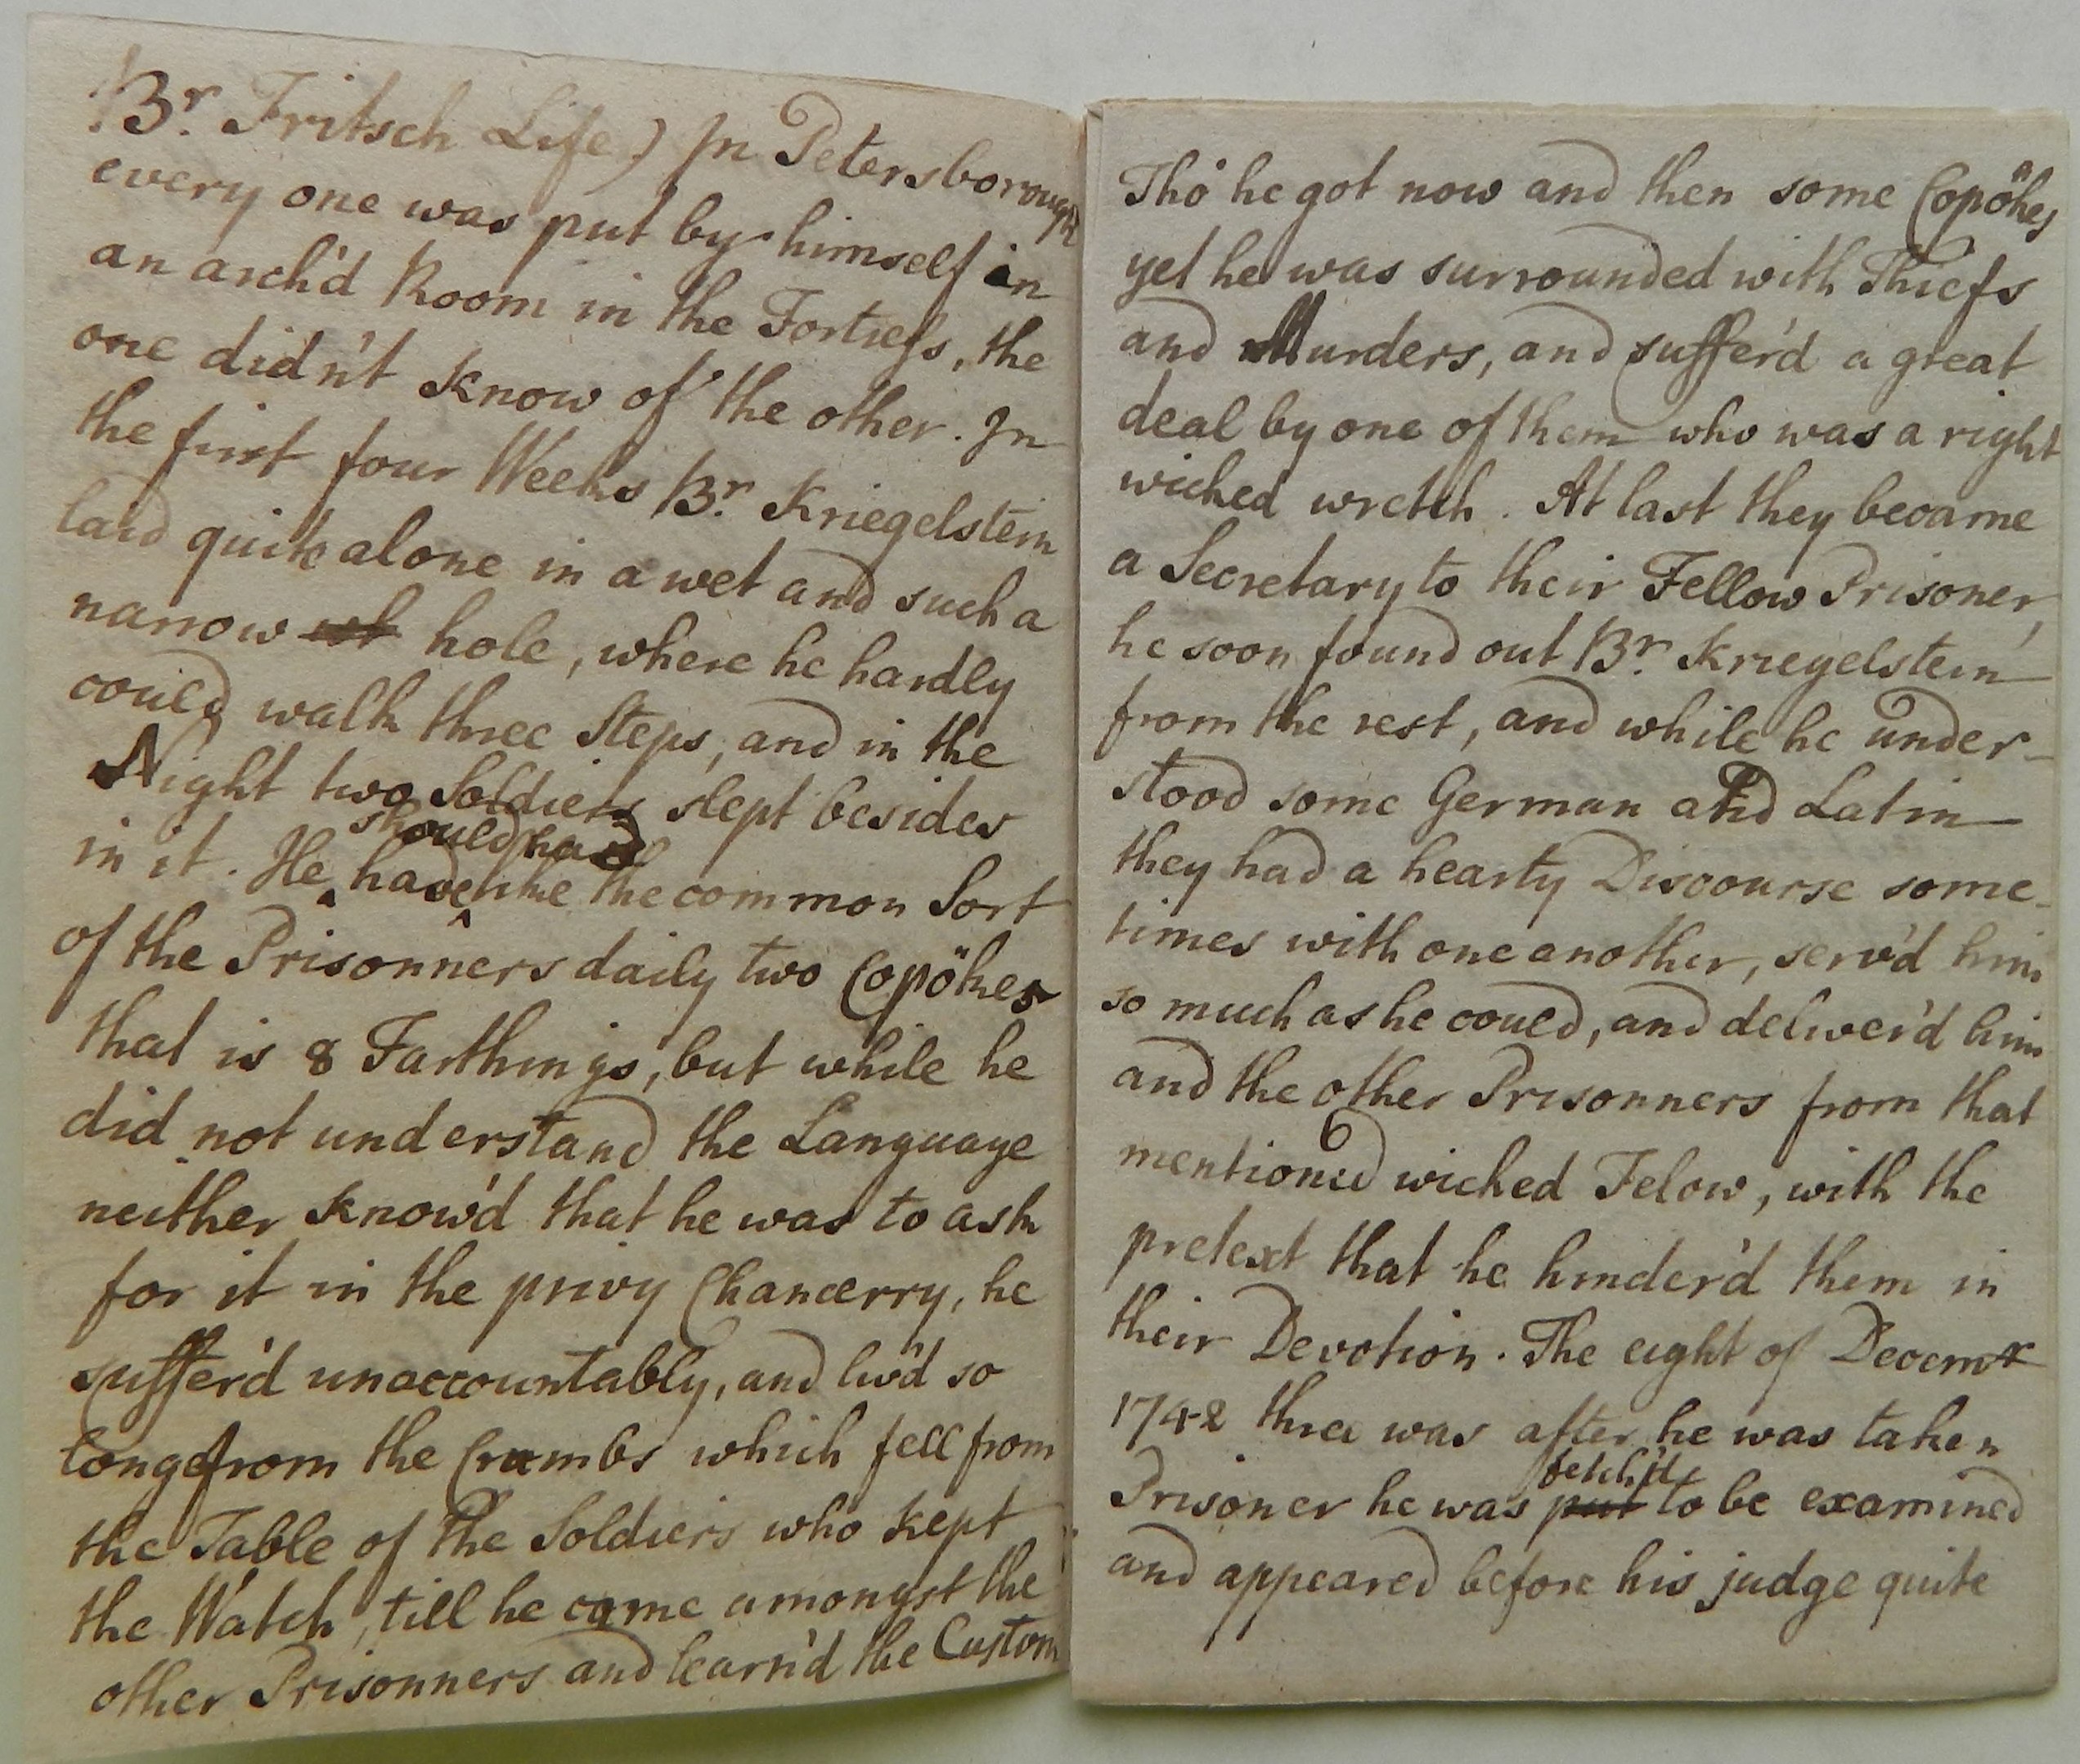 Br. Fritsch Life) In Petersborough
every one was put by himself in
an arch'd Room in the Fortress, the
one didn't know of the other. In
the first four Weeks Br. Kriegelstein
laid quite alone in a wet and such a
narrow hole, where he hardly
could walk three Steps, and in the
Night two Soldiers slept besides
should had
in it. He have like the common Sort
of the Prisonners daily two Copökes
that is 8 Farthings, but while he
did not understand the Language
neither know'd that he was to ask
for it in the privy Chancerry, he
suffer'd unaccountably, and liv'd so
long from the Crumbs which fell from
the Table of the Soldiers who kept
the Watch, till he came amongst the
other Prisonners and learn'd the Custom
Tho' he got now and then some Copökes
yet he was surrounded with Thiefs
and Murders, and suffer'd a great
deal by one of them who was a right
wicked wretch. At last they became
a Secretary to their Fellow Prisoner,
he soon found out Br. Kriegelstein
from the rest, and while he under-
stood some German and Latin
they had a hearty Discourse some-
times with one another, serv'd him
so much as he could, and deliver'd him
and the other Prisonners from that
mentioned wicked Felow, with the
pretext that he hinder'd them in
their Devotion. The eight of Decembr
1742 three was after he was taken
fetch'd
Prisoner he was put to be examined
and appeared before his judge quite